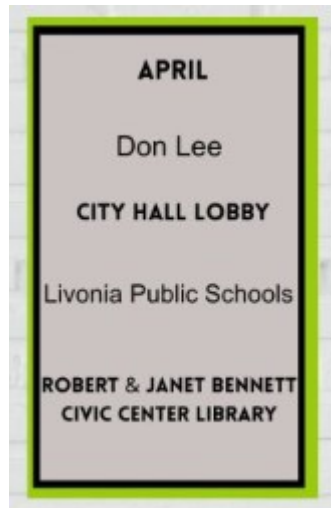 APRIL
Don Lee
CITY HALL LOBBY
Livonia Public Schools
ROBERT & JANET BENNETT
CIVIC CENTER LIBRARY